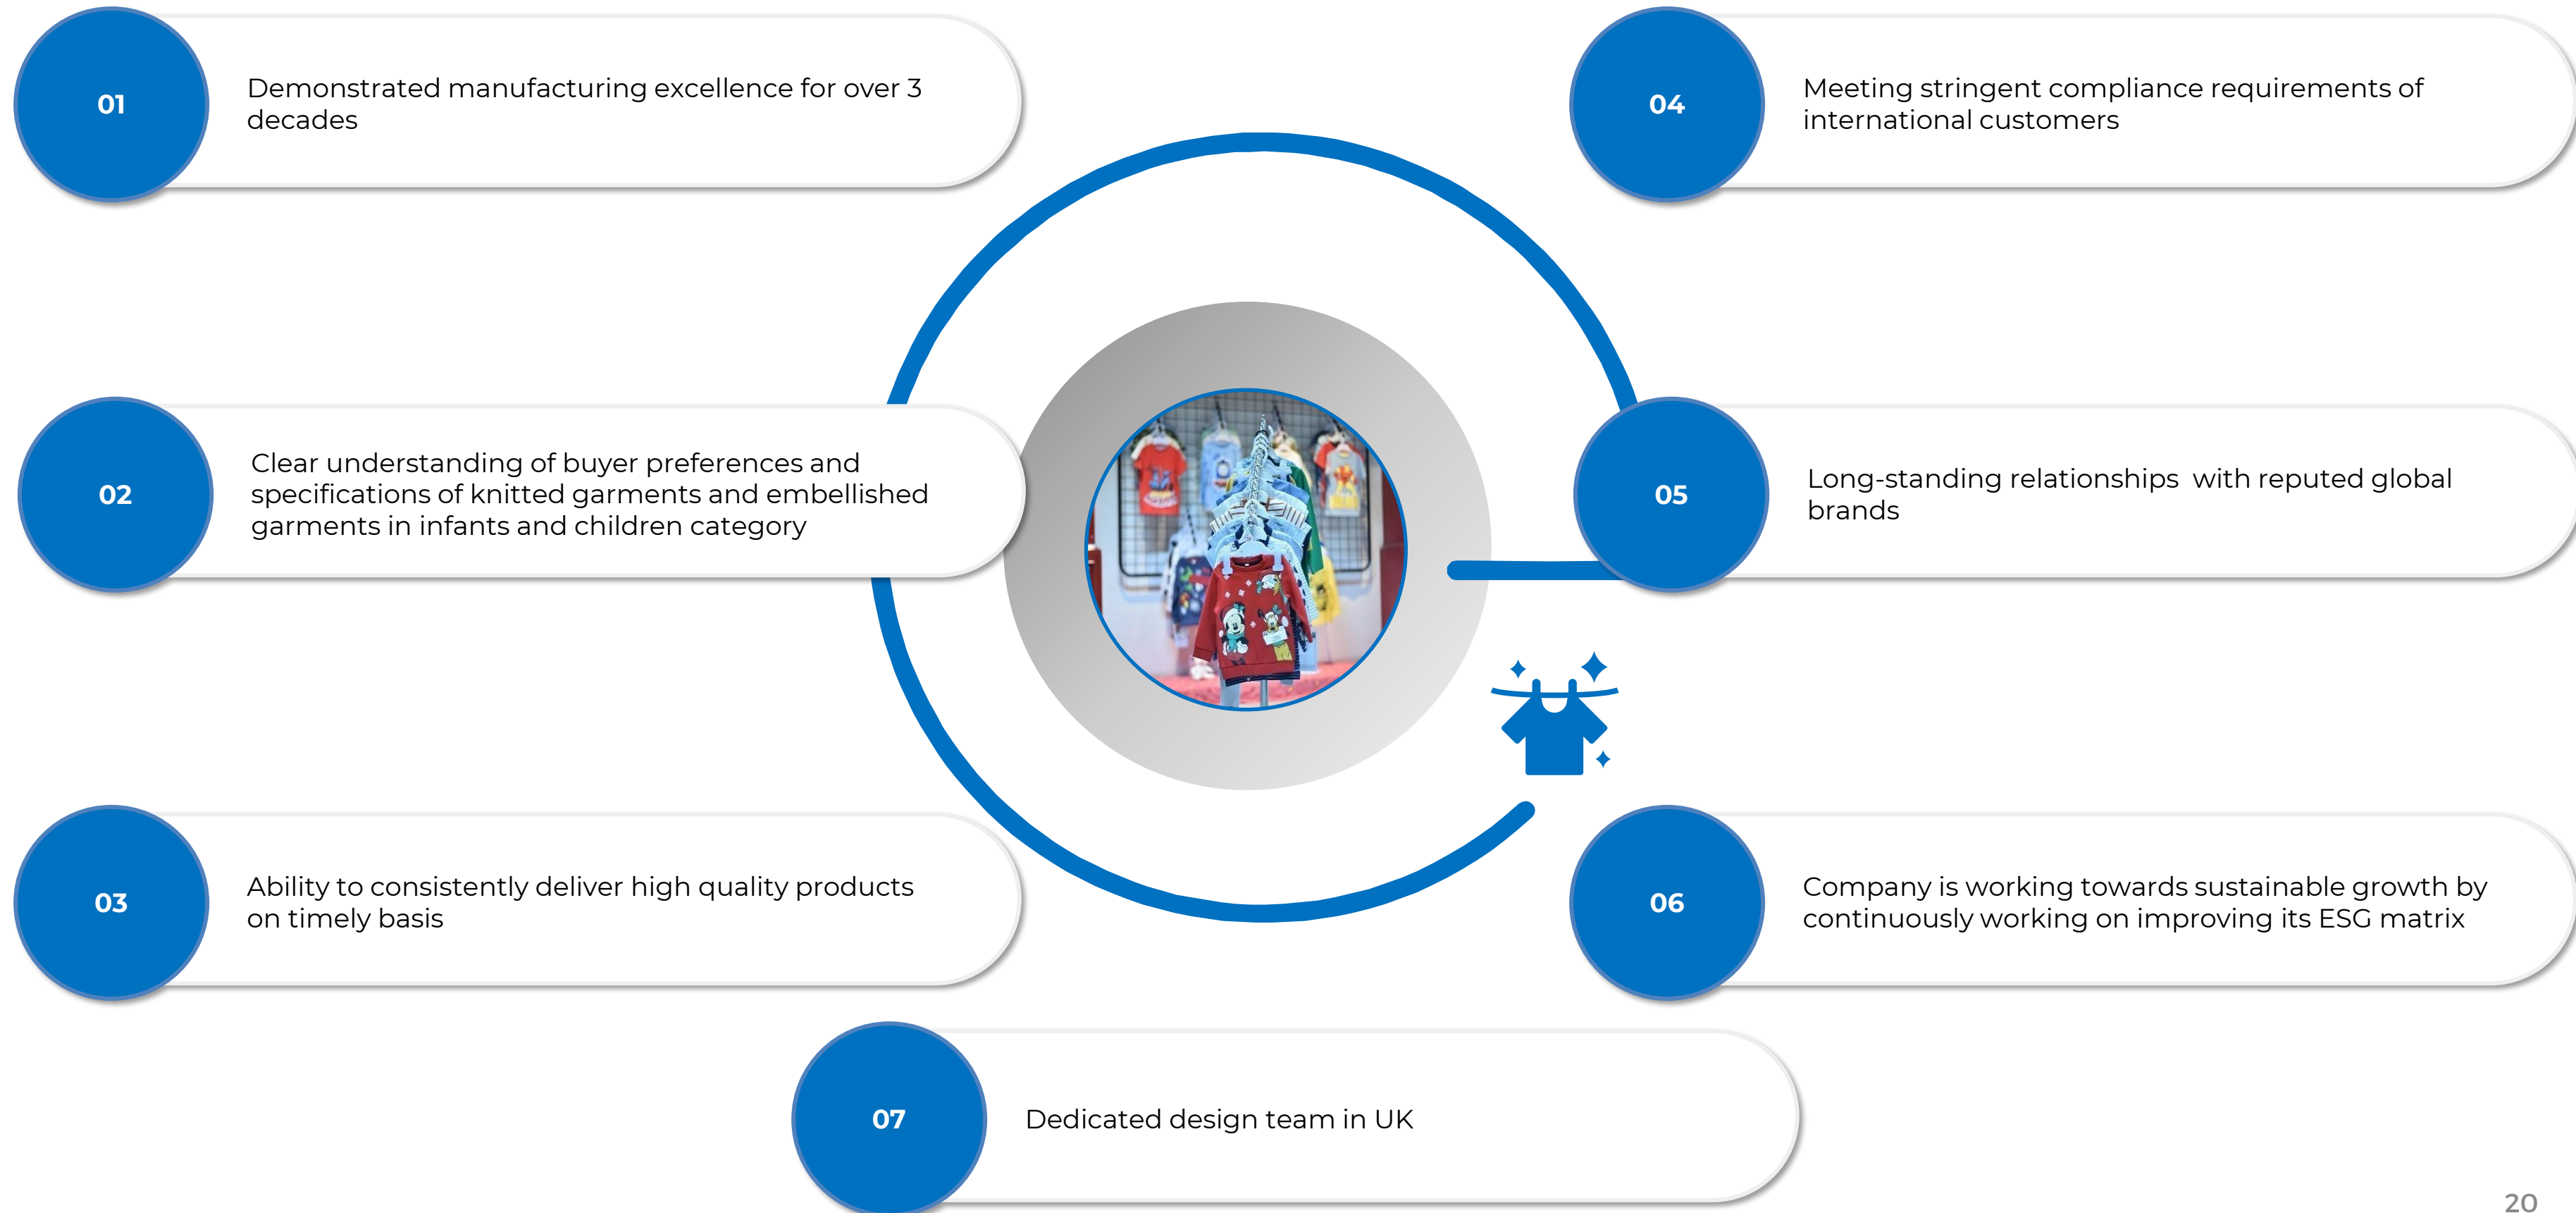 01
Demonstrated manufacturing excellence for over 3
decades
02
Clear understanding of buyer preferences and
specifications of knitted garments and embellished
garments in infants and children category
03
Ability to consistently deliver high quality products
on timely basis
04
Meeting stringent compliance requirements of
international customers
05
Long-standing relationships  with reputed global
brands
06
Company is working towards sustainable growth by
continuously working on improving its ESG matrix
07
Dedicated design team in UK
20